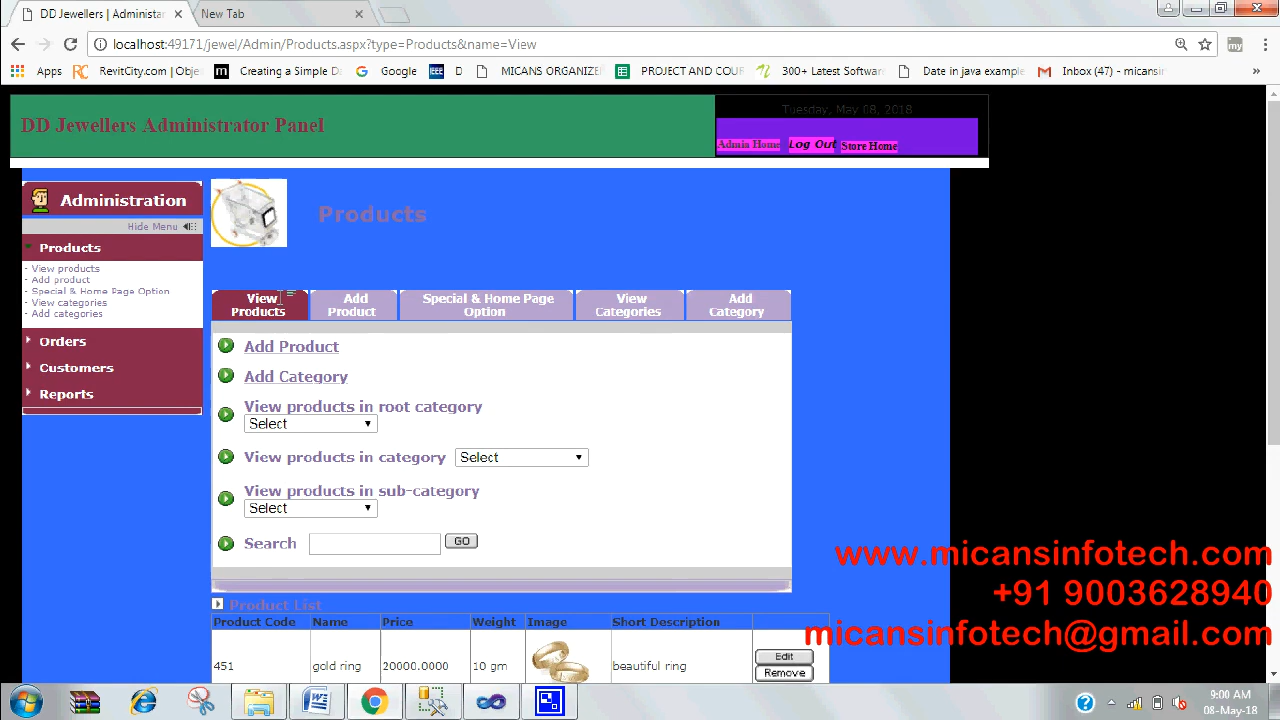 DD Jewellers | Administar
New Tab
localhost:49171/jewel/Admin/Products.aspx?type=Products&name=View
my
Apps
RevitCity.com | Obje
Creating a Simple D
Google
D
MICANS ORGANIZER
PROJECT AND COUR
300+ Latest Softwar
Date in java example
Inbox (47) - micansin
»
DD Jewellers Administrator Panel
Tuesday, May 08, 2018
Admin Home Log Out Store Home
Administration
Hide Menu
Products
- View products
- Add product
- Special & Home Page Option
- View categories
- Add categories
Orders
Customers
Reports
Products
View Products
Add Product
Special & Home Page Option
View Categories
Add Category
Add Product
Add Category
View products in root category
Select
View products in category Select
View products in sub-category
Select
Search GO
Product List
Product Code Name Price Weight Image Short Description
451 gold ring 20000.0000 10 gm beautiful ring
Edit
Remove
www.micansinfotech.com
+91 9003628940
micansinfotech@gmail.com
9:00 AM
08-May-18